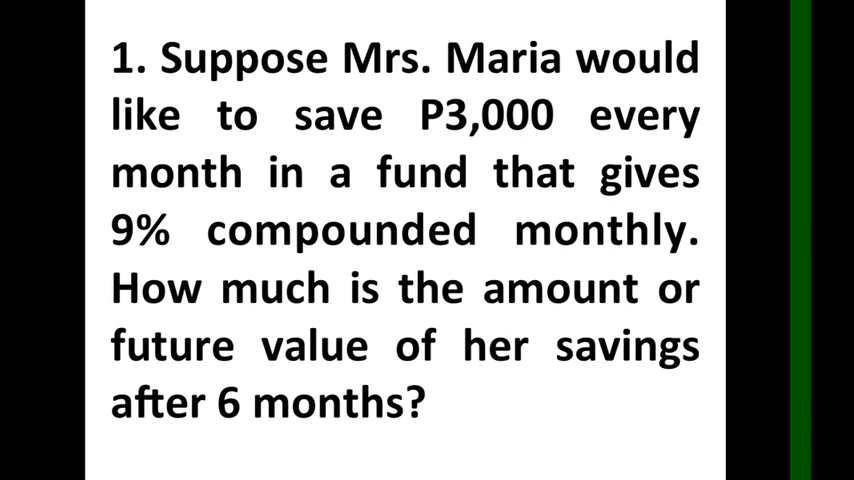 1. Suppose Mrs. Maria would
like to save P3,000 every
month in a fund that gives
9% compounded monthly.
How much is the amount or
future value of her savings
after 6 months?